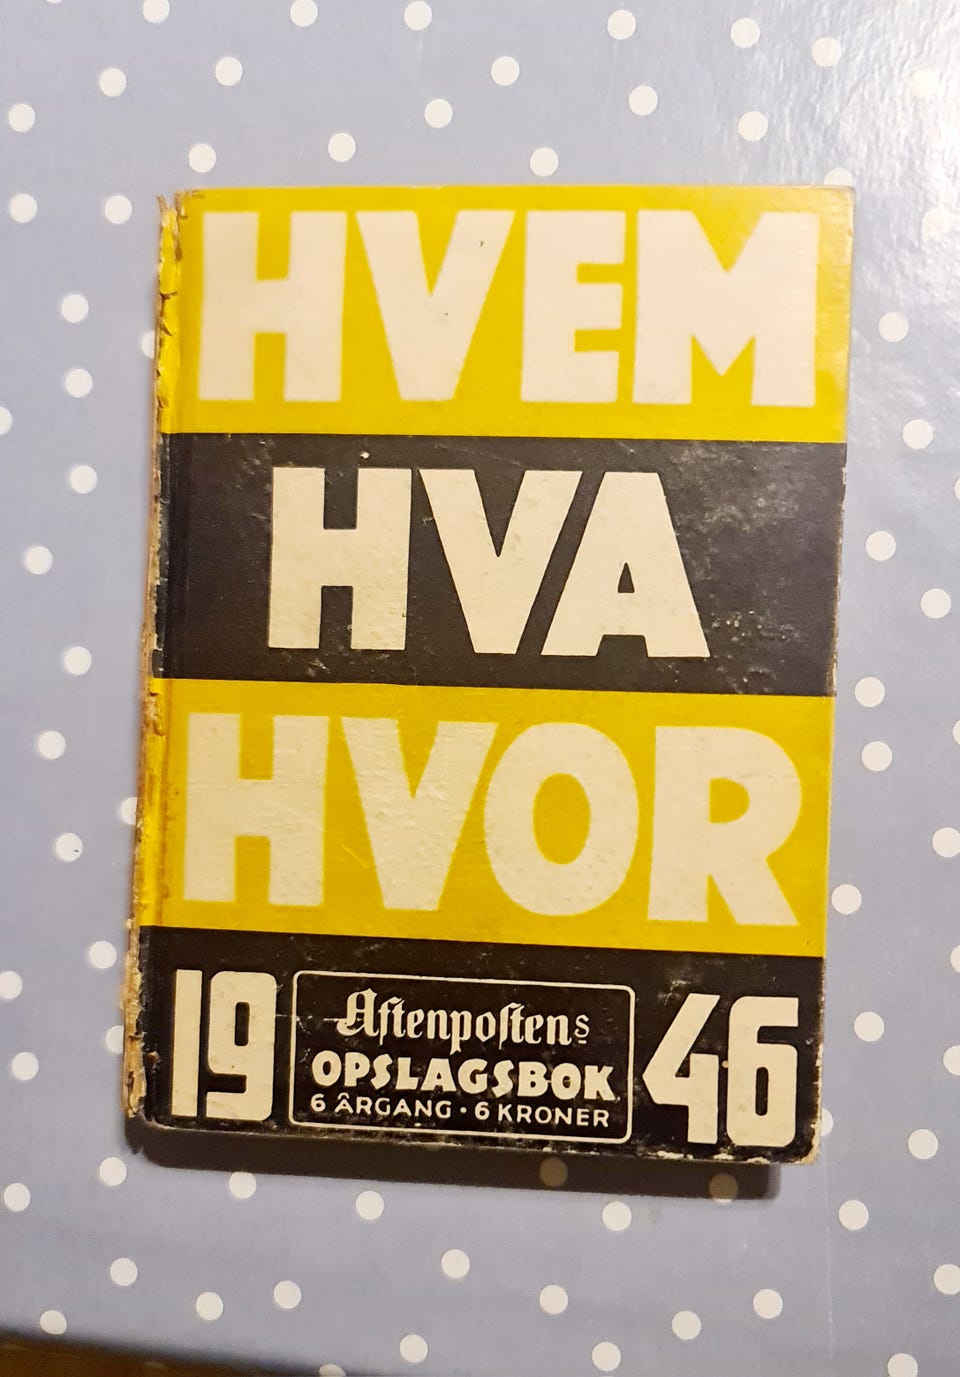 HVEM
HVA
HVOR
19 46
Aftenpostens
OPSLAGSBOK
6 ÅRGANG · 6 KRONER